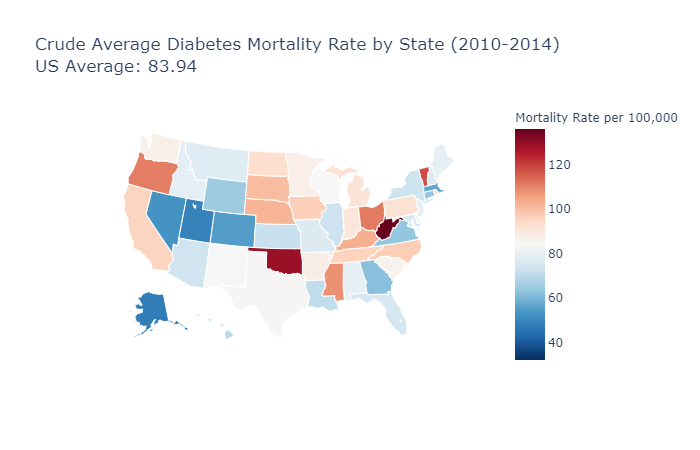 Crude Average Diabetes Mortality Rate by State (2010-2014)
US Average: 83.94
Mortality Rate per 100,000
120
100
80
60
40